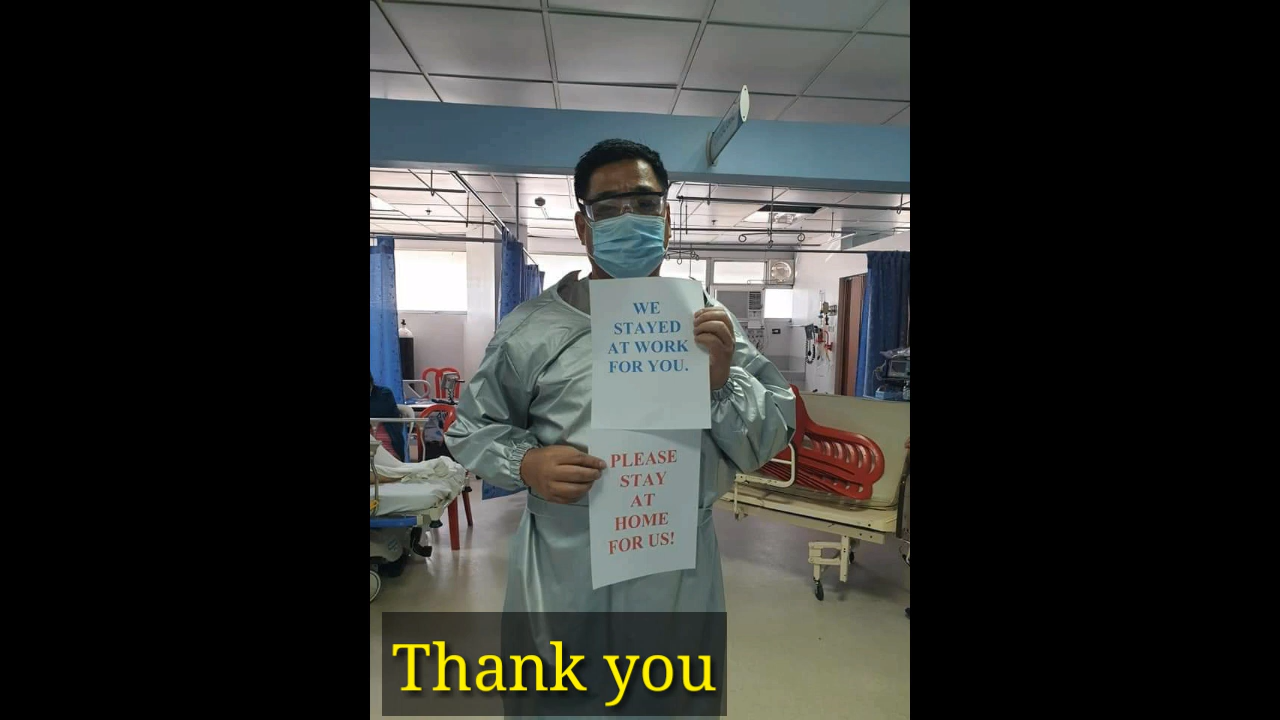 WE
STAYED
AT WORK
FOR YOU.
PLEASE
STAY
AT
HOME
FOR US!
Thank you